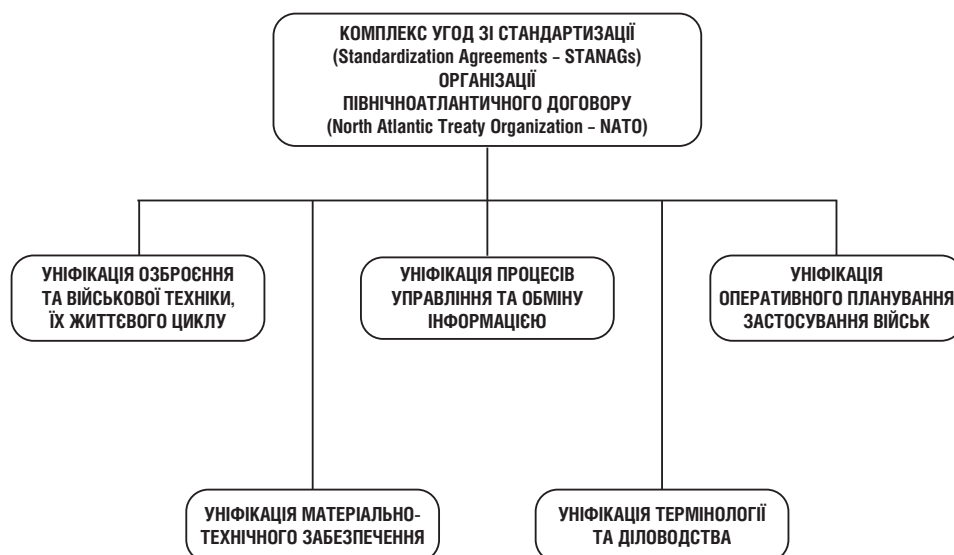 КОМПЛЕКС УГОД ЗІ СТАНДАРТИЗАЦІЇ
(Standardization Agreements – STANAGs)
ОРГАНІЗАЦІЇ
ПІВНІЧНОАТЛАНТИЧНОГО ДОГОВОРУ
(North Atlantic Treaty Organization – NATO)
УНІФІКАЦІЯ ОЗБРОЄННЯ
ТА ВІЙСЬКОВОЇ ТЕХНІКИ,
ЇХ ЖИТТЄВОГО ЦИКЛУ
УНІФІКАЦІЯ ПРОЦЕСІВ
УПРАВЛІННЯ ТА ОБМІНУ
ІНФОРМАЦІЄЮ
УНІФІКАЦІЯ
ОПЕРАТИВНОГО ПЛАНУВАННЯ
ЗАСТОСУВАННЯ ВІЙСЬК
УНІФІКАЦІЯ МАТЕРІАЛЬНО-
ТЕХНІЧНОГО ЗАБЕЗПЕЧЕННЯ
УНІФІКАЦІЯ ТЕРМІНОЛОГІЇ
ТА ДІЛОВОДСТВА